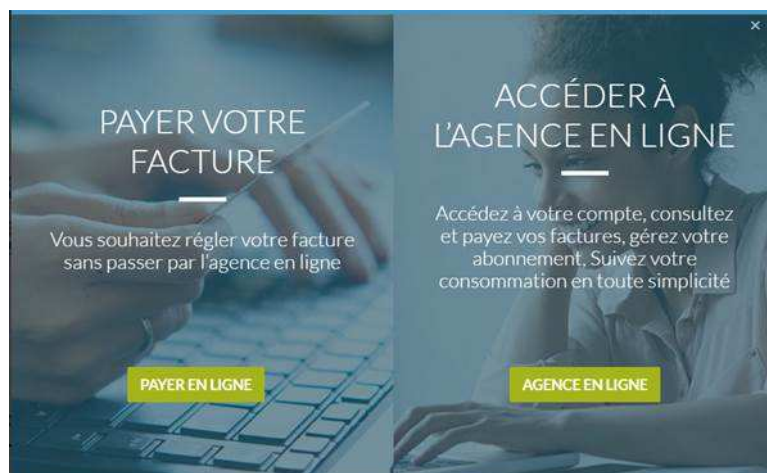 PAYER VOTRE
FACTURE
Vous souhaitez régler votre facture
sans passer par l'agence en ligne
PAYER EN LIGNE
ACCÉDER À
L'AGENCE EN LIGNE
Accédez à votre compte, consultez
et payez vos factures, gérez votre
abonnement. Suivez votre
consommation en toute simplicité
AGENCE EN LIGNE